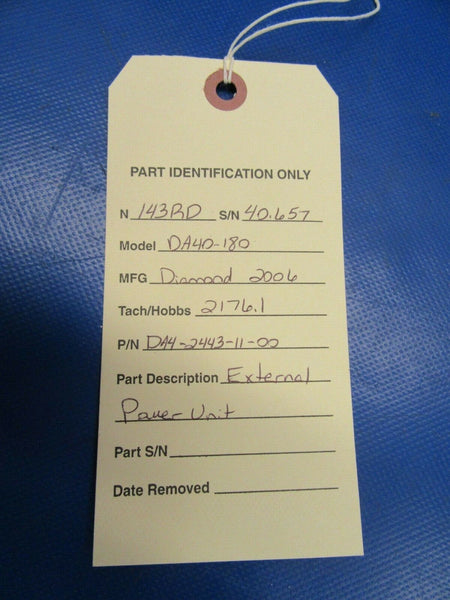 PART IDENTIFICATION ONLY
N 143RD S/N 40.657
Model DA40-180
MFG Diamond 2006
Tach/Hobbs 2176.1
P/N DA4-2443-11-00
Part Description External
Power Unit
Part S/N
Date Removed